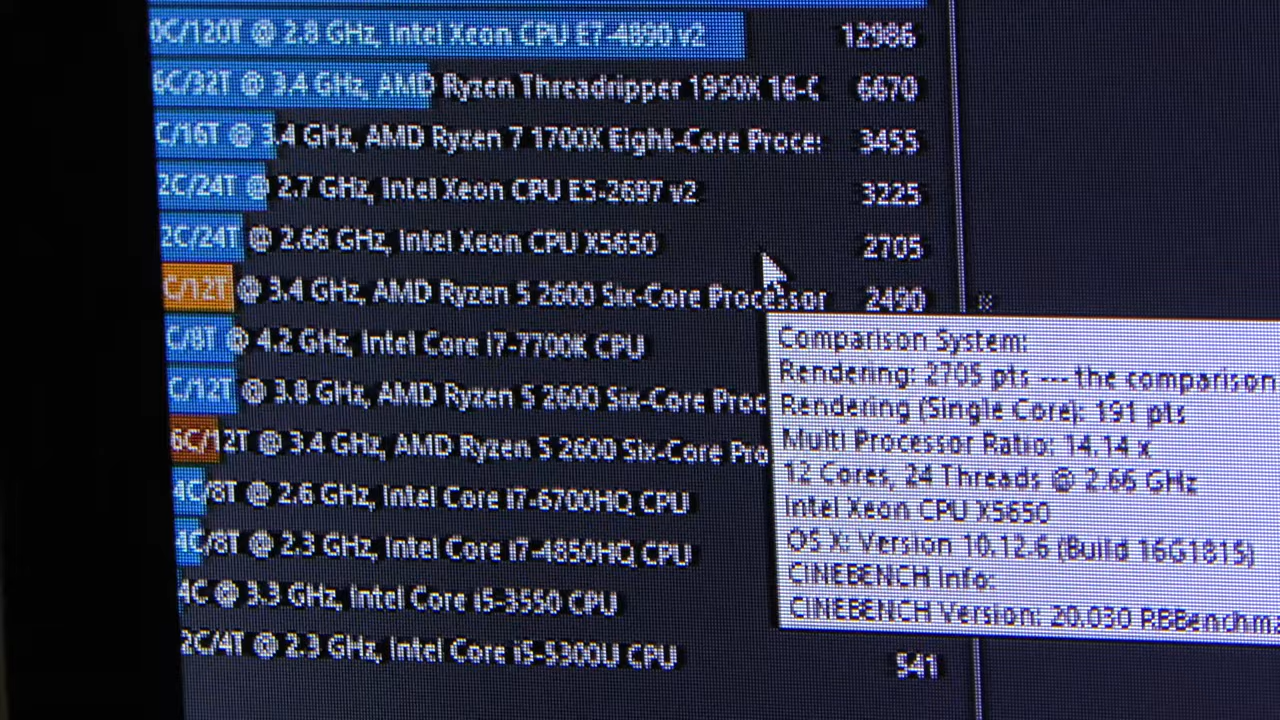 0C/120T @ 2.8 GHz, Intel Xeon CPU E7-4890 v2 12986
6C/32T @ 3.4 GHz, AMD Ryzen Threadripper 1950X 16-C 6670
C/16T @ 3.4 GHz, AMD Ryzen 7 1700X Eight-Core Proces 3455
2C/24T @ 2.7 GHz, Intel Xeon CPU E5-2697 v2 3225
2C/24T @ 2.66 GHz, Intel Xeon CPU X5650 2705
C/12T @ 3.4 GHz, AMD Ryzen 5 2600 Six-Core Processor 2490
C/8T @ 4.2 GHz, Intel Core i7-7700K CPU
C/12T @ 3.8 GHz, AMD Ryzen 5 2600 Six-Core Proc
6C/12T @ 3.4 GHz, AMD Ryzen 5 2600 Six-Core Pro
4C/8T @ 2.6 GHz, Intel Core i7-6700HQ CPU
4C/8T @ 2.3 GHz, Intel Core i7-4850HQ CPU
4C @ 3.3 GHz, Intel Core i5-3550 CPU
2C/4T @ 2.3 GHz, Intel Core i5-5300U CPU 541
Comparison System:
Rendering: 2705 pts --- the comparison
Rendering (Single Core): 191 pts
Multi Processor Ratio: 14.14 x
12 Cores, 24 Threads @ 2.66 GHz
Intel Xeon CPU X5650
OS X: Version 10.12.6 (Build 16G1815)
CINEBENCH Info:
CINEBENCH Version: 20.030 RBBenchma